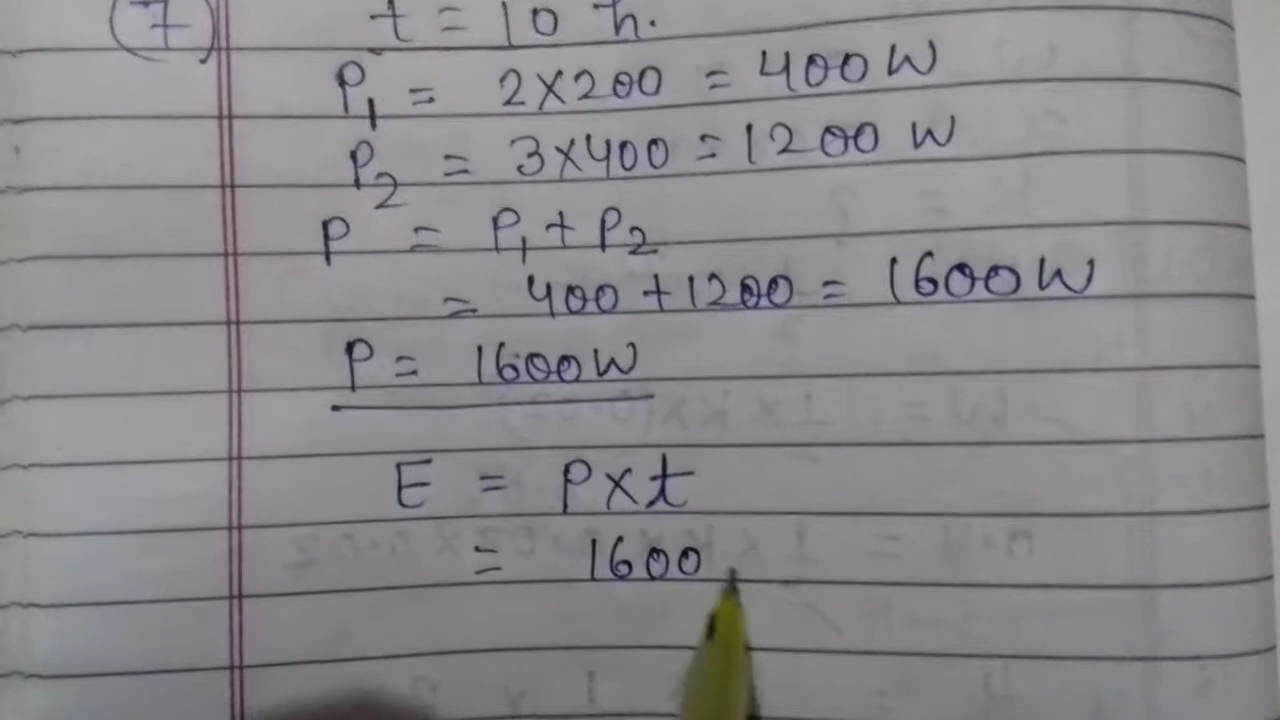 (7) t = 10 h.
P1 = 2×200 = 400 W
P2 = 3×400 = 1200 W
P = P1 + P2
= 400 + 1200 = 1600 W
P = 1600 W
E = P×t
= 1600